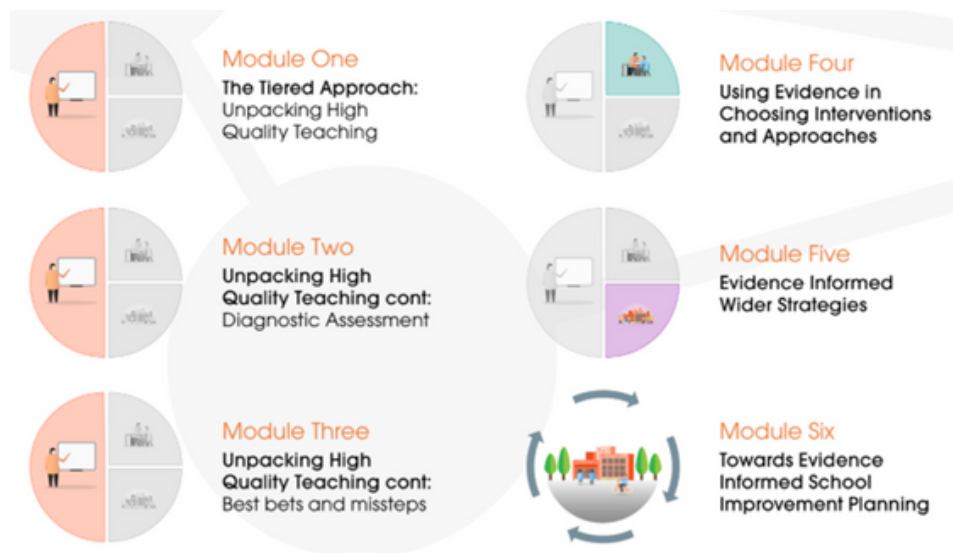 Module One
The Tiered Approach:
Unpacking High
Quality Teaching
Module Two
Unpacking High
Quality Teaching cont:
Diagnostic Assessment
Module Three
Unpacking High
Quality Teaching cont:
Best bets and missteps
Module Four
Using Evidence in
Choosing Interventions
and Approaches
Module Five
Evidence Informed
Wider Strategies
Module Six
Towards Evidence
Informed School
Improvement Planning